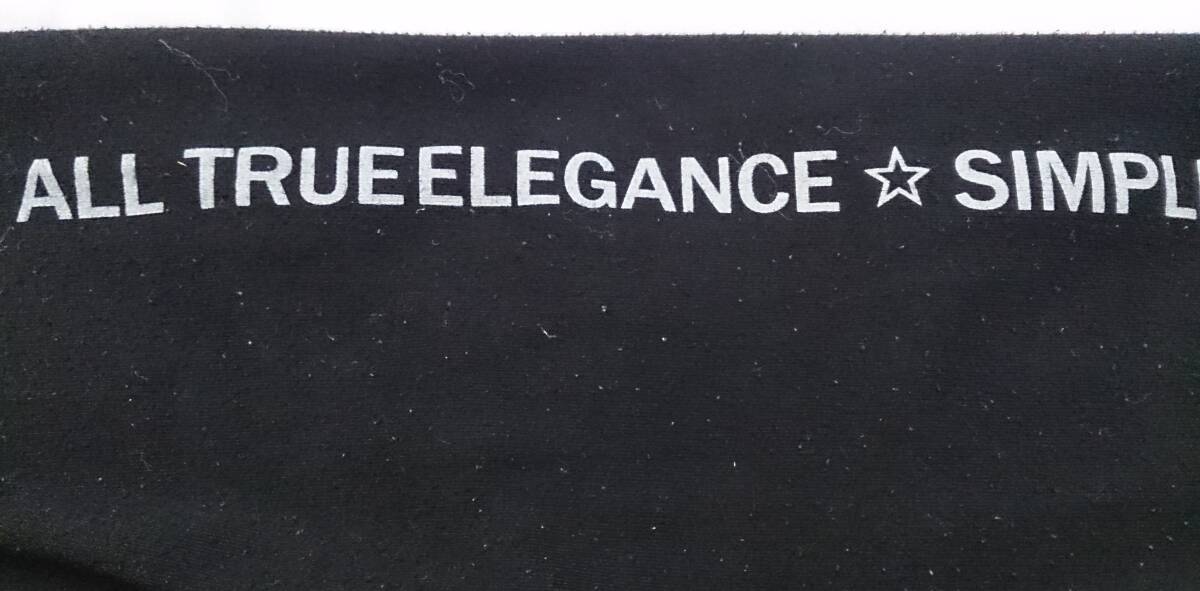 ALL TRUE ELEGANCE ☆ SIMPL